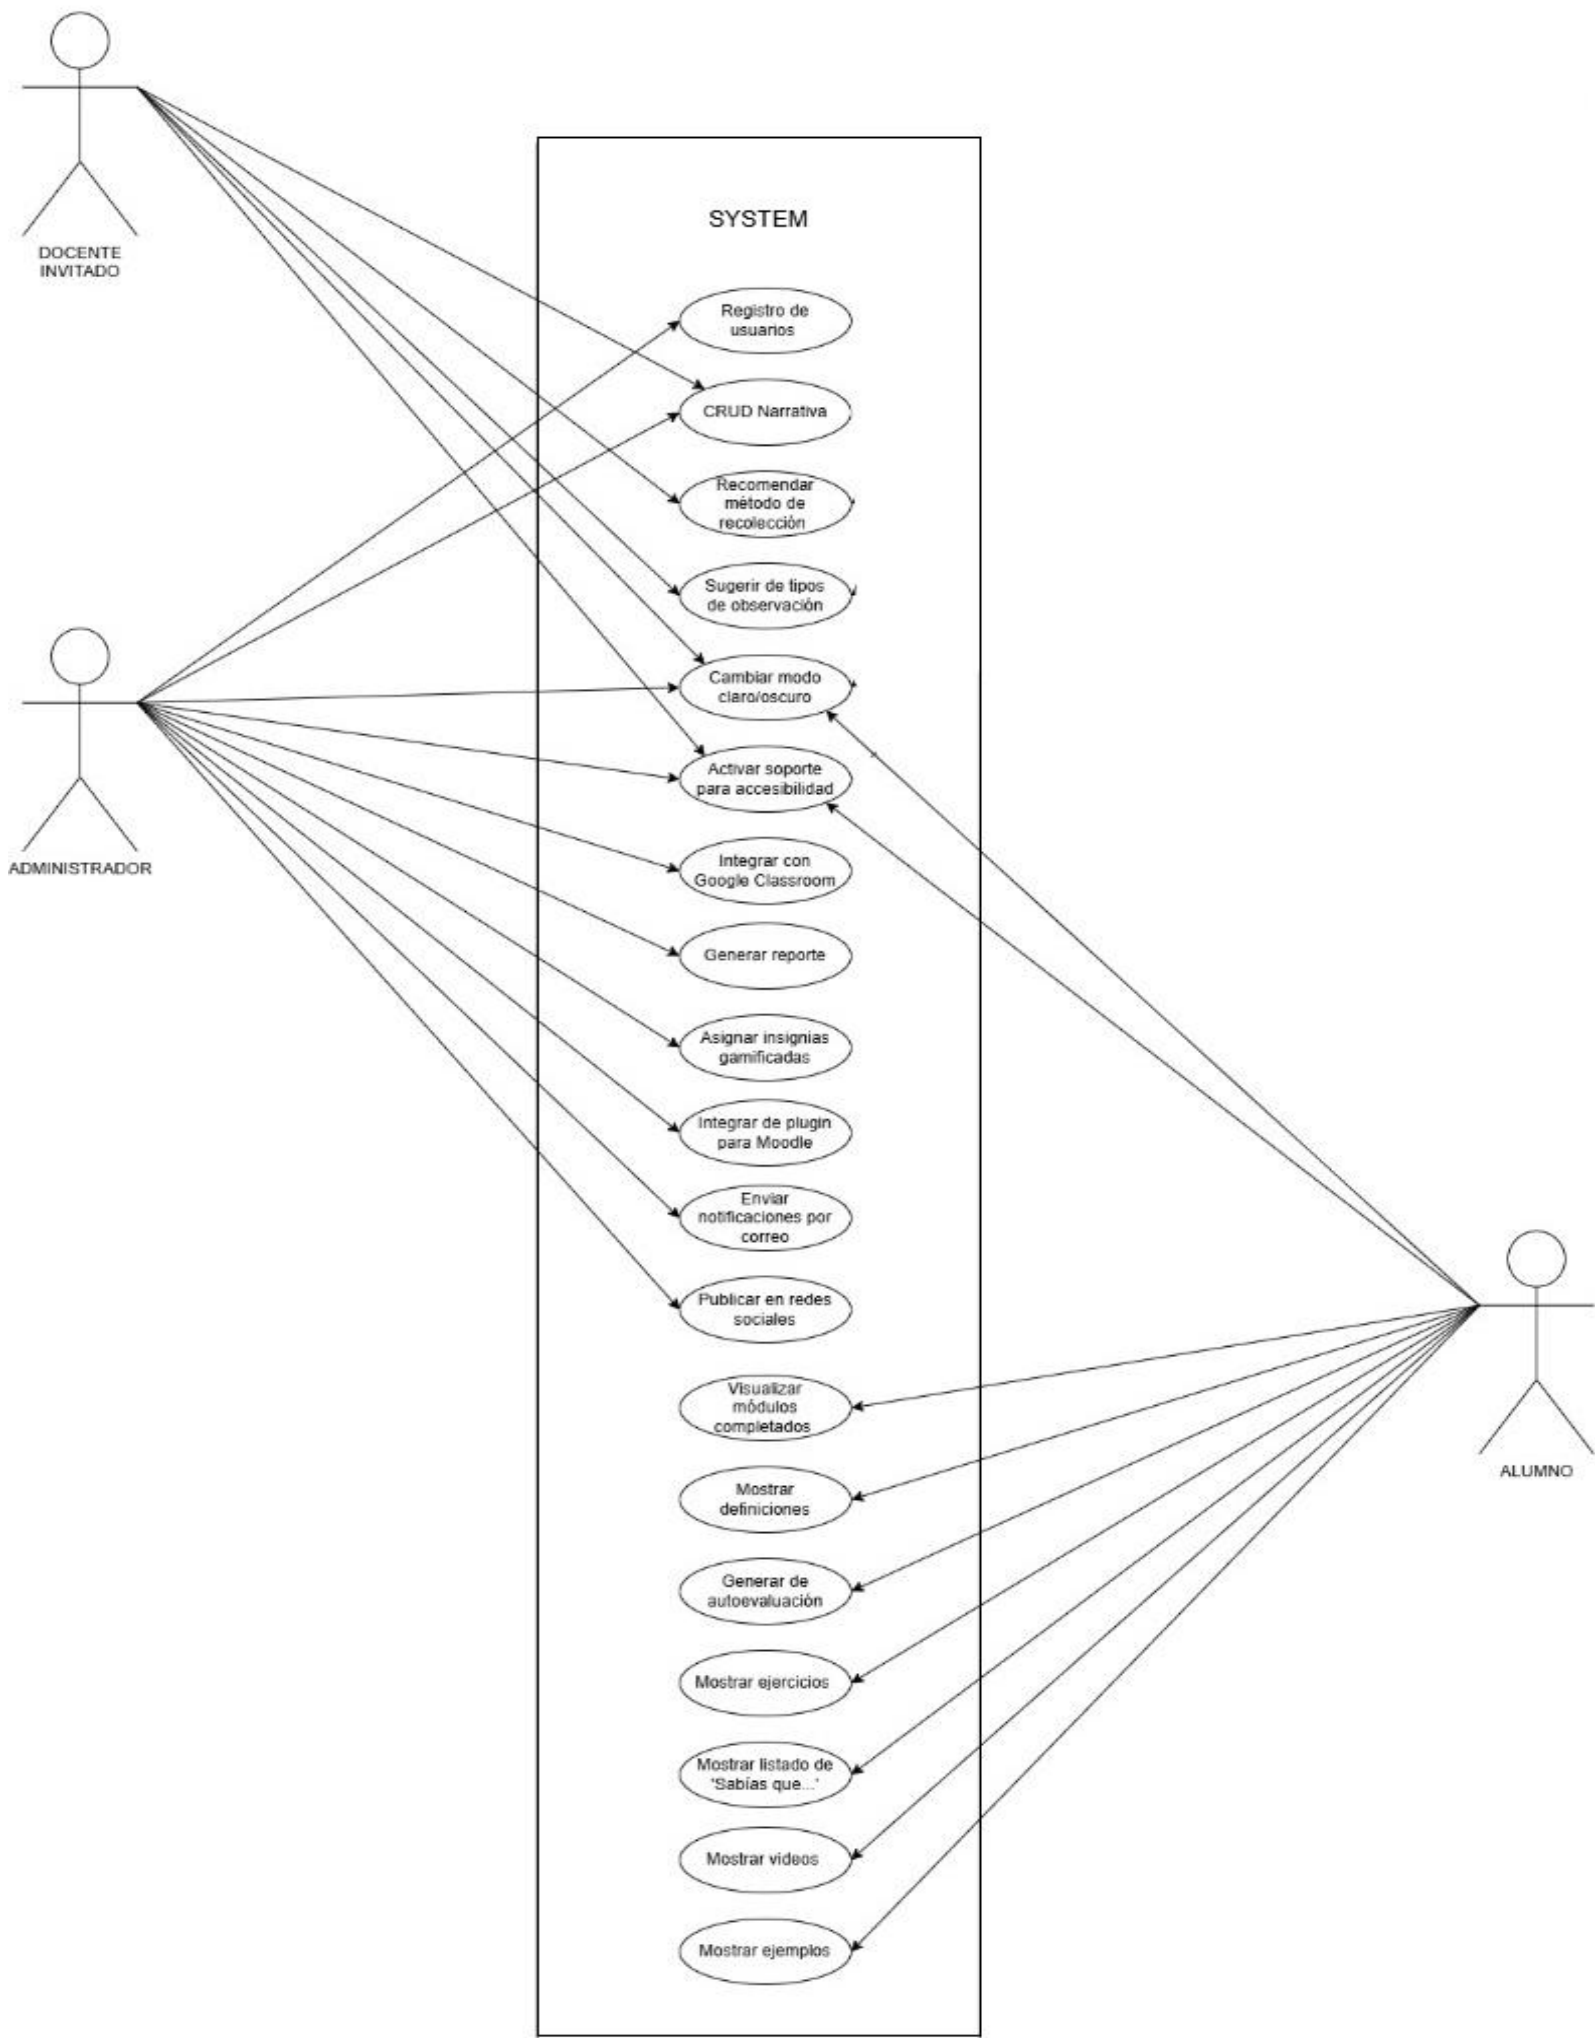 DOCENTE
INVITADO
SYSTEM
Registro de
usuarios
CRUD Narrativa
Recomendar
método de
recolección
Sugerir de tipos
de observación
Cambiar modo
claro/oscuro
Activar soporte
para accesibilidad
ADMINISTRADOR
Integrar con
Google Classroom
Generar reporte
Asignar insignias
gamificadas
Integrar de plugin
para Moodle
Enviar
notificaciones por
correo
Publicar en redes
sociales
Visualizar
módulos
completados
ALUMNO
Mostrar
definiciones
Generar de
autoevaluación
Mostrar ejercicios
Mostrar listado de
'Sabías que...'
Mostrar videos
Mostrar ejemplos